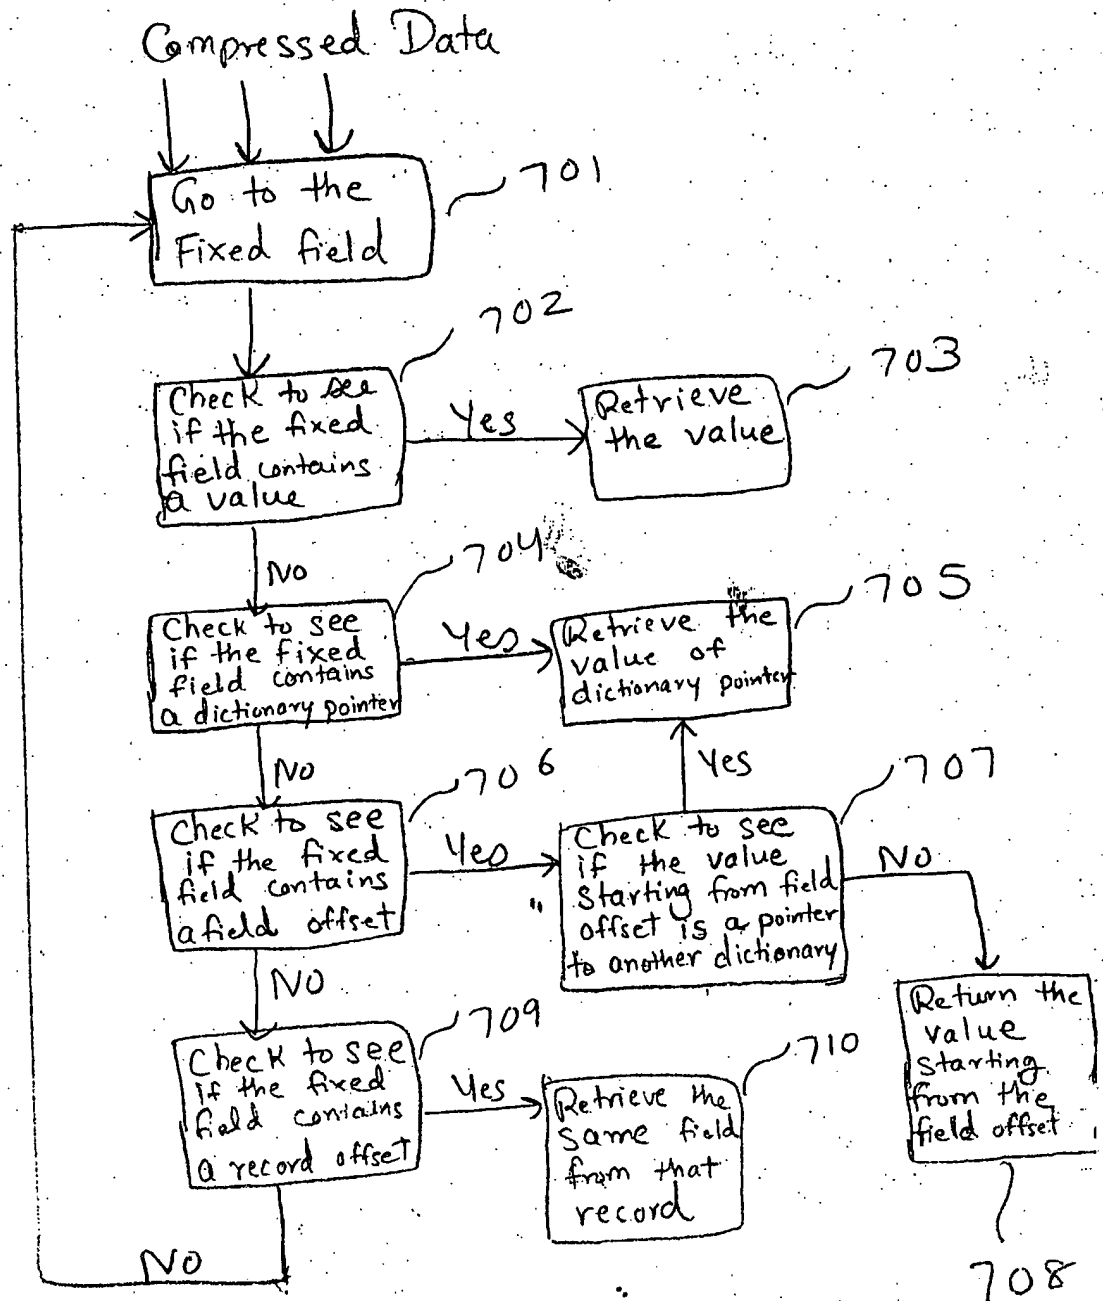 Compressed Data
Go to the
Fixed field
701
702
Check to see
if the fixed
field contains
a value
Yes
Retrieve
the value
703
No
704
Check to see
if the fixed
field contains
a dictionary pointer
Yes
Retrieve the
value of
dictionary pointer
705
No
706
Yes
707
Check to see
if the fixed
field contains
a field offset
Yes
Check to see
if the value
starting from field
offset is a pointer
to another dictionary
No
No
709
Check to see
if the fixed
field contains
a record offset
Yes
Retrieve the
same field
from that
record
710
Return the
value
starting
from the
field offset
708
No